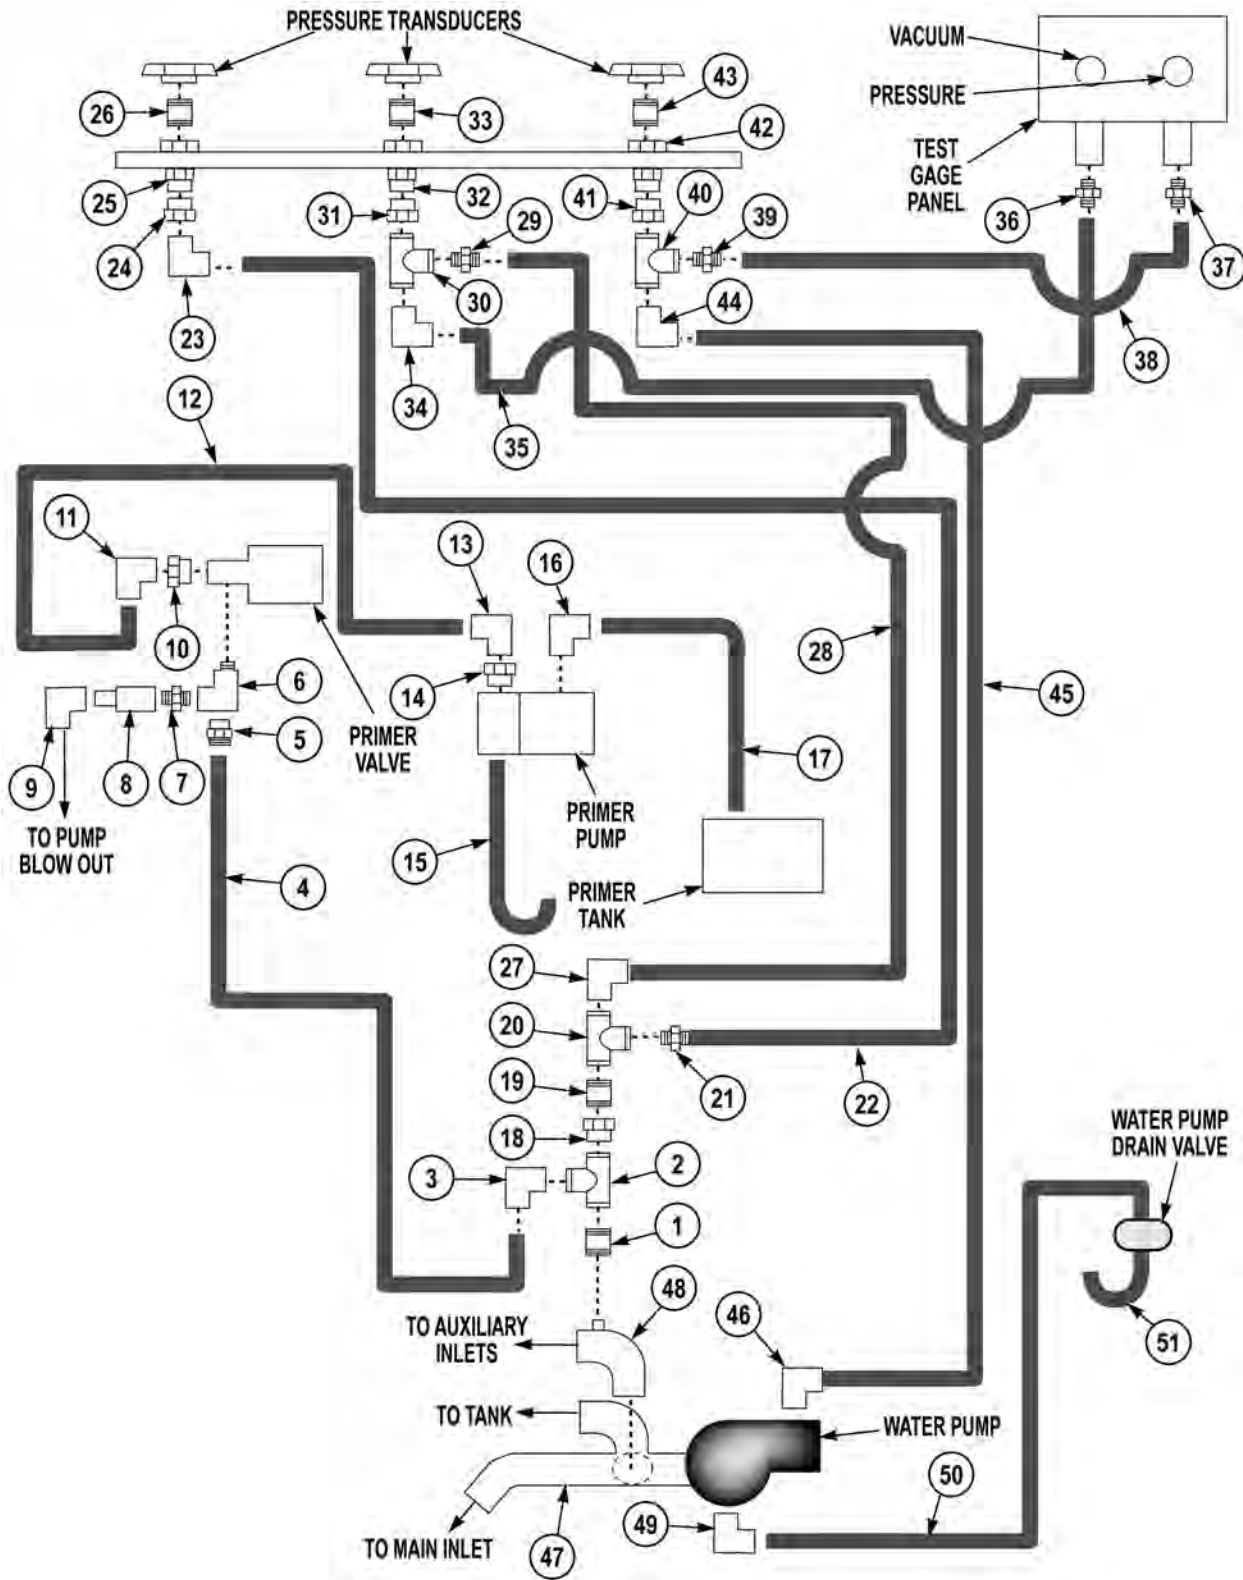 PRESSURE TRANSDUCERS
VACUUM
PRESSURE
26
33
43
42
TEST
GAGE
PANEL
25
32
40
31
41
29
39
36
24
37
30
44
23
38
12
34
35
11
13
16
10
28
6
14
45
PRIMER
VALVE
5
9
8
7
17
PRIMER
PUMP
TO PUMP
BLOW OUT
15
4
PRIMER
TANK
27
20
19
21
22
18
WATER PUMP
DRAIN VALVE
3
2
1
48
TO AUXILIARY
INLETS
46
51
TO TANK
WATER PUMP
50
49
TO MAIN INLET
47